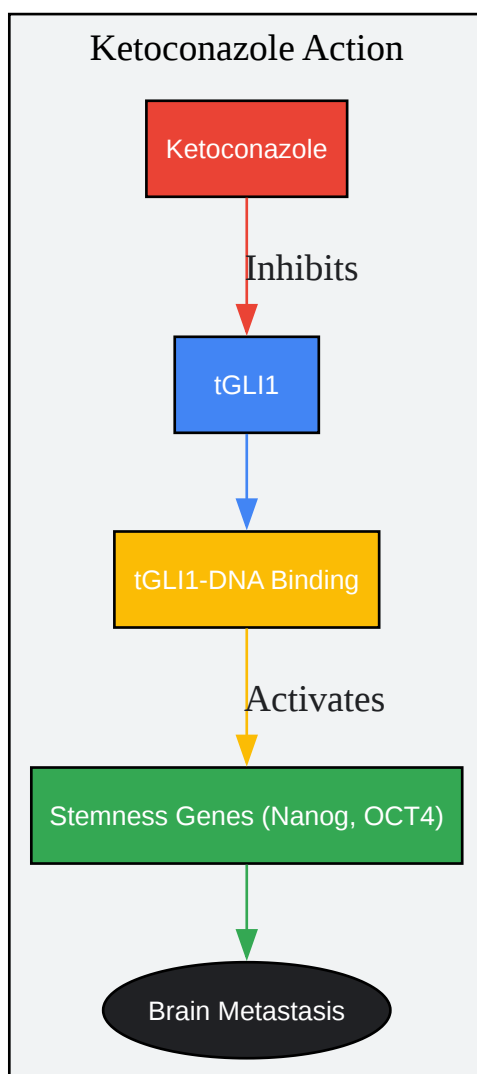 Ketoconazole Action
Ketoconazole
Inhibits
tGLI1
tGLI1-DNA Binding
Activates
Stemness Genes (Nanog, OCT4)
Brain Metastasis